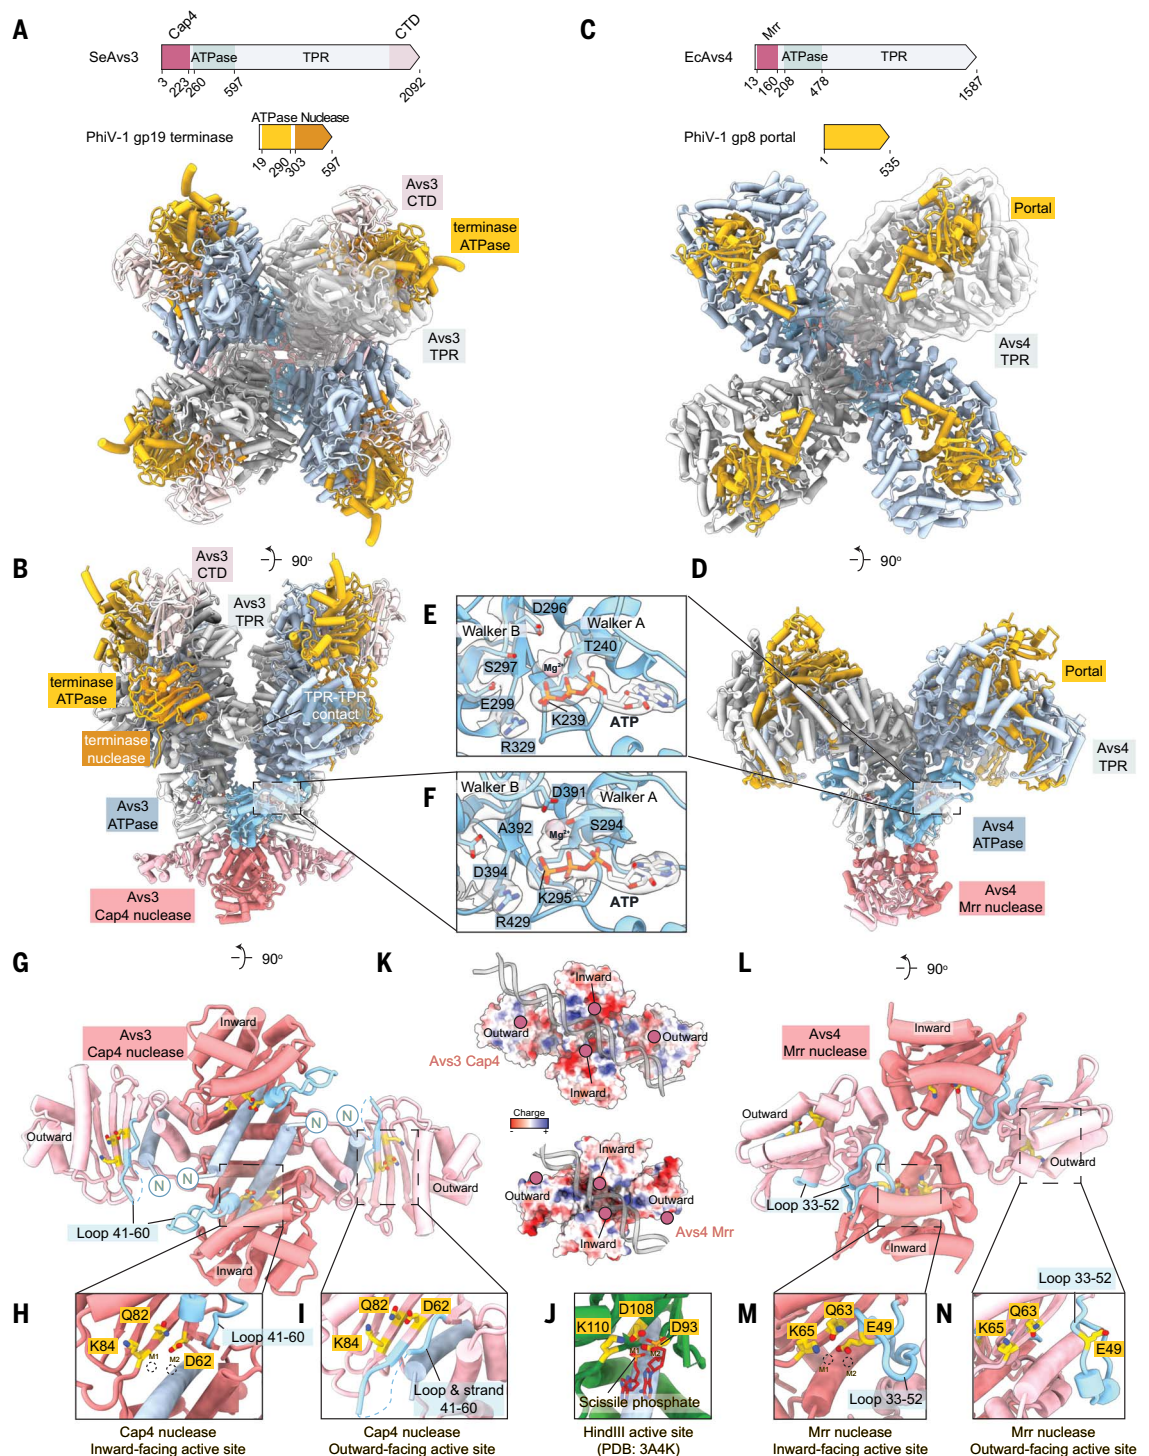 A
SeAvs3
Cap4
ATPase
TPR
CTD
3
223
260
597
2092
PhiV-1 gp19 terminase
ATPase Nuclease
19
290
303
597
Avs3
CTD
terminase
ATPase
Avs3
TPR
C
EcAvs4
Mrr
ATPase
TPR
13
160
208
478
1587
PhiV-1 gp8 portal
1
535
Portal
Avs4
TPR
90o
90o
B
Avs3
CTD
Avs3
TPR
terminase
ATPase
TPR-TPR
contact
terminase
nuclease
Avs3
ATPase
Avs3
Cap4 nuclease
E
D296
Walker B
Walker A
T240
S297
Mg2+
E299
K239
ATP
R329
F
Walker B
D391
Walker A
A392
S294
Mg2+
D394
K295
ATP
R429
D
Portal
Avs4
TPR
Avs4
ATPase
Avs4
Mrr nuclease
G
90o
Avs3
Cap4 nuclease
Inward
Outward
N
N
N
N
Outward
Loop 41-60
Inward
K
Inward
Outward
Outward
Avs3 Cap4
Inward
Charge
-
+
Inward
Outward
Outward
Avs4 Mrr
Inward
L
90o
Avs4
Mrr nuclease
Inward
Outward
Outward
Loop 33-52
Inward
Loop 33-52
H
Q82
K84
Loop 41-60
M1
M2
D62
Cap4 nuclease
Inward-facing active site
I
Q82
D62
K84
Loop & strand
41-60
Cap4 nuclease
Outward-facing active site
J
D108
K110
D93
M1
M2
Scissile phosphate
HindIII active site
(PDB: 3A4K)
M
Q63
K65
E49
M1
M2
Loop 33-52
Mrr nuclease
Inward-facing active site
N
Q63
K65
E49
Mrr nuclease
Outward-facing active site